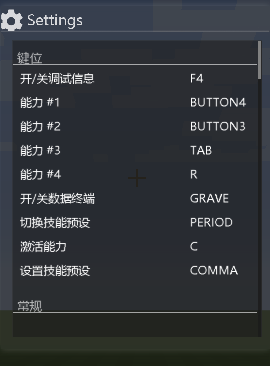 Settings
键位
开/关调试信息 F4
能力 #1 BUTTON4
能力 #2 BUTTON3
能力 #3 TAB
能力 #4 R
开/关数据终端 GRAVE
切换技能预设 PERIOD
激活能力 C
设置技能预设 COMMA
常规